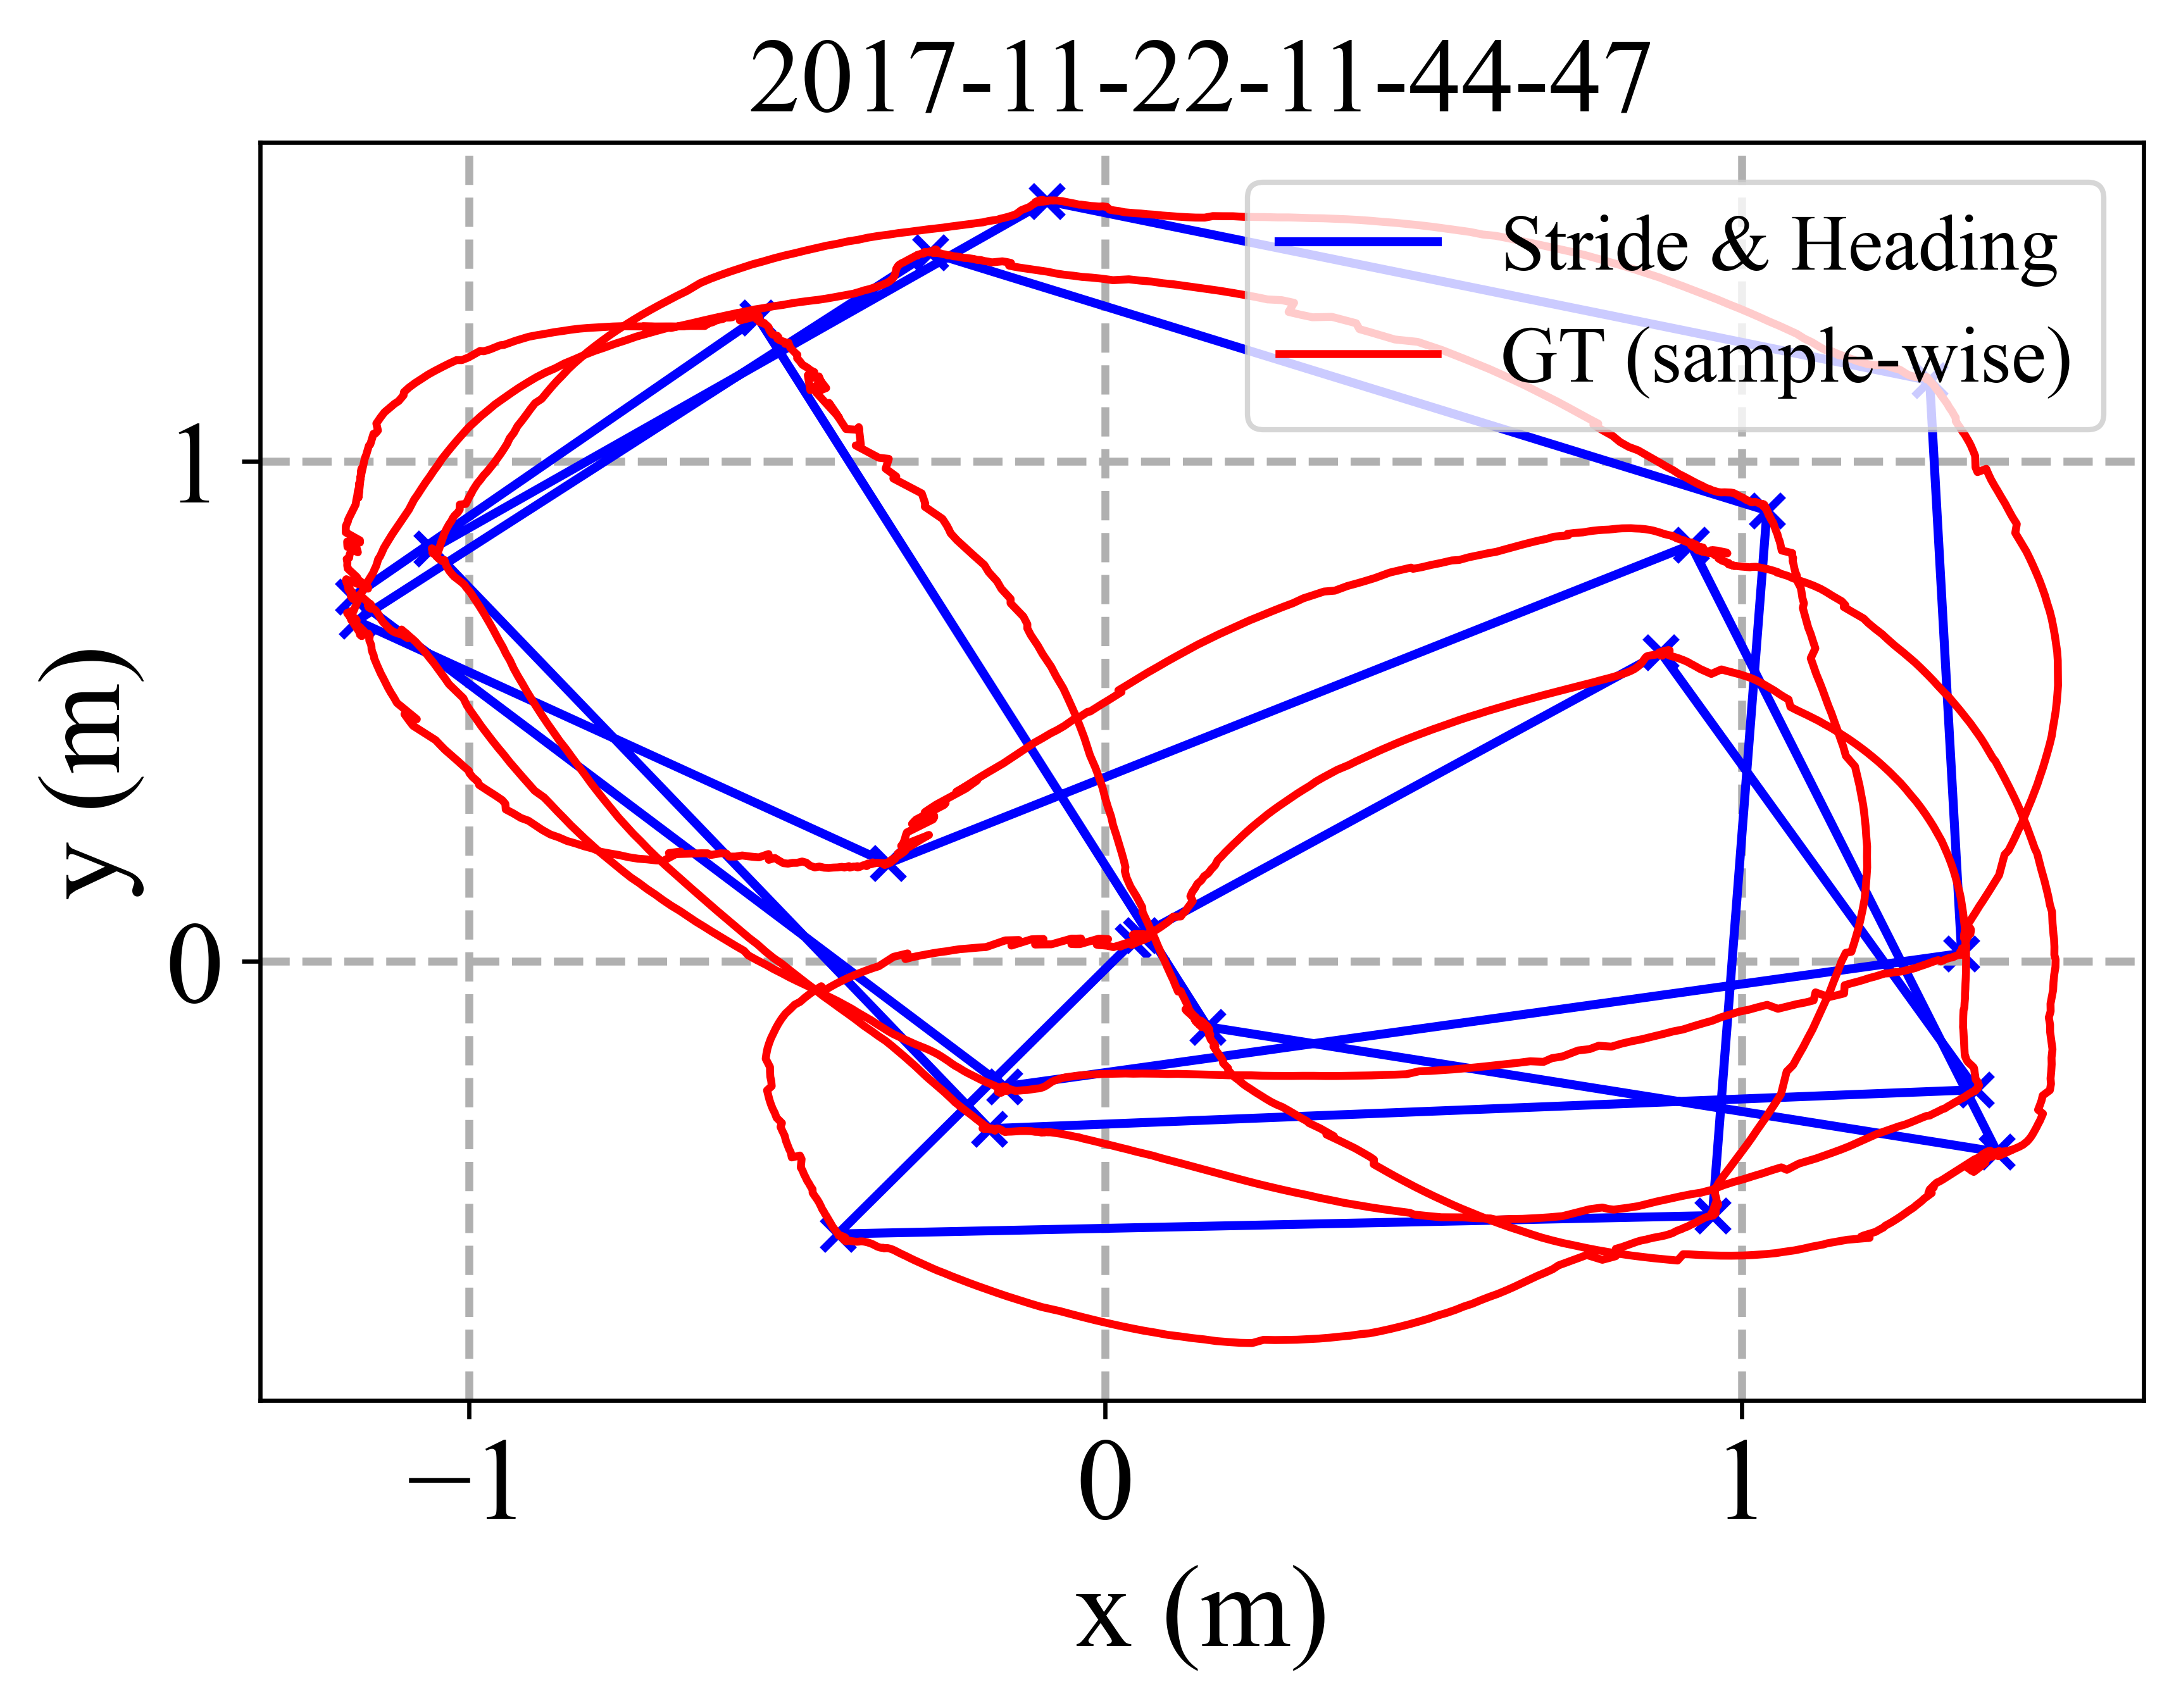 2017-11-22-11-44-47
Stride & Heading
GT (sample-wise)
1
0
y (m)
−1
0
1
x (m)